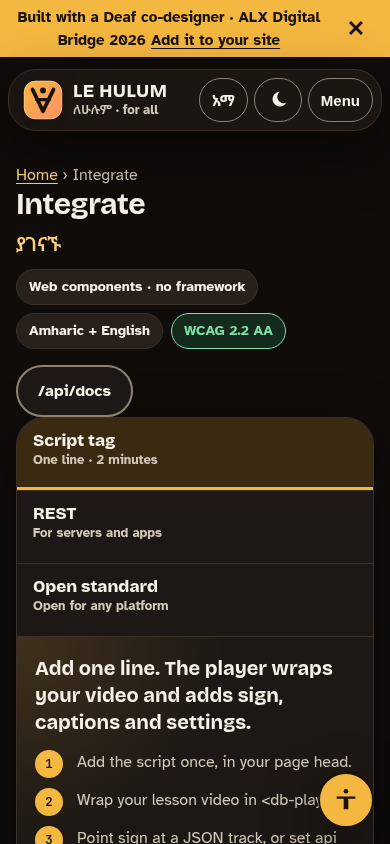 Built with a Deaf co-designer · ALX Digital
Bridge 2026 Add it to your site
✕
LE HULUM
ለሁሉም · for all
አማ
Menu
Home › Integrate
Integrate
ያገናኙ
Web components · no framework
Amharic + English
WCAG 2.2 AA
/api/docs
Script tag
One line · 2 minutes
REST
For servers and apps
Open standard
Open for any platform
Add one line. The player wraps
your video and adds sign,
captions and settings.
1 Add the script once, in your page head.
2 Wrap your lesson video in <db-play
3 Point sign at a JSON track, or set api